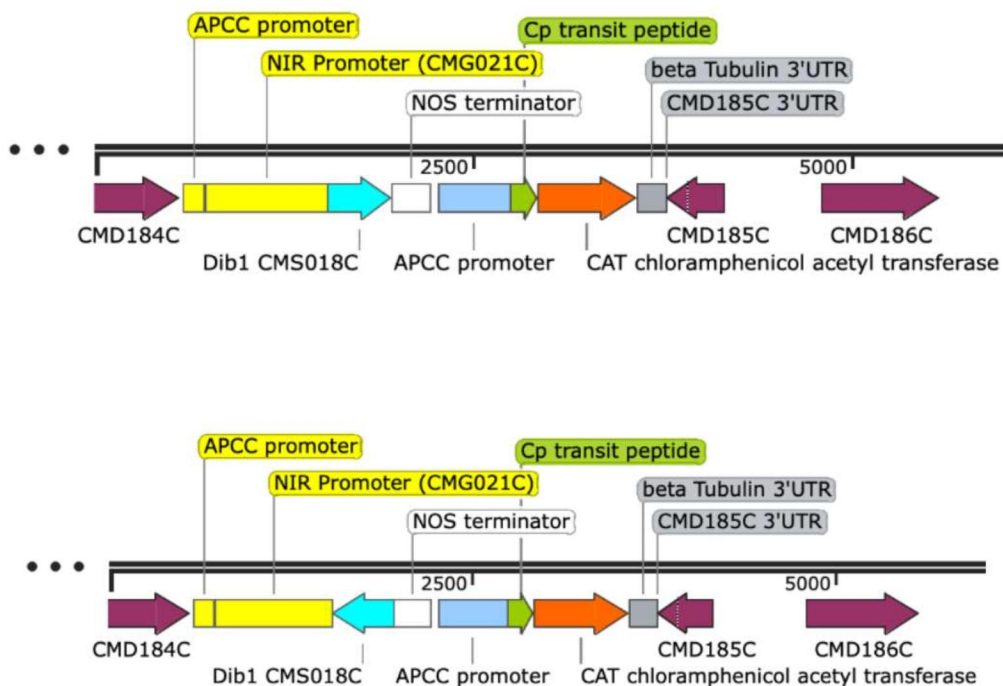 APCC promoter
Cp transit peptide
NIR Promoter (CMG021C)
beta Tubulin 3'UTR
NOS terminator
CMD185C 3'UTR
2500
5000
CMD184C
CMD185C
CMD186C
Dib1 CMS018C
APCC promoter
CAT chloramphenicol acetyl transferase
APCC promoter
Cp transit peptide
NIR Promoter (CMG021C)
beta Tubulin 3'UTR
NOS terminator
CMD185C 3'UTR
2500
5000
CMD184C
CMD185C
CMD186C
Dib1 CMS018C
APCC promoter
CAT chloramphenicol acetyl transferase